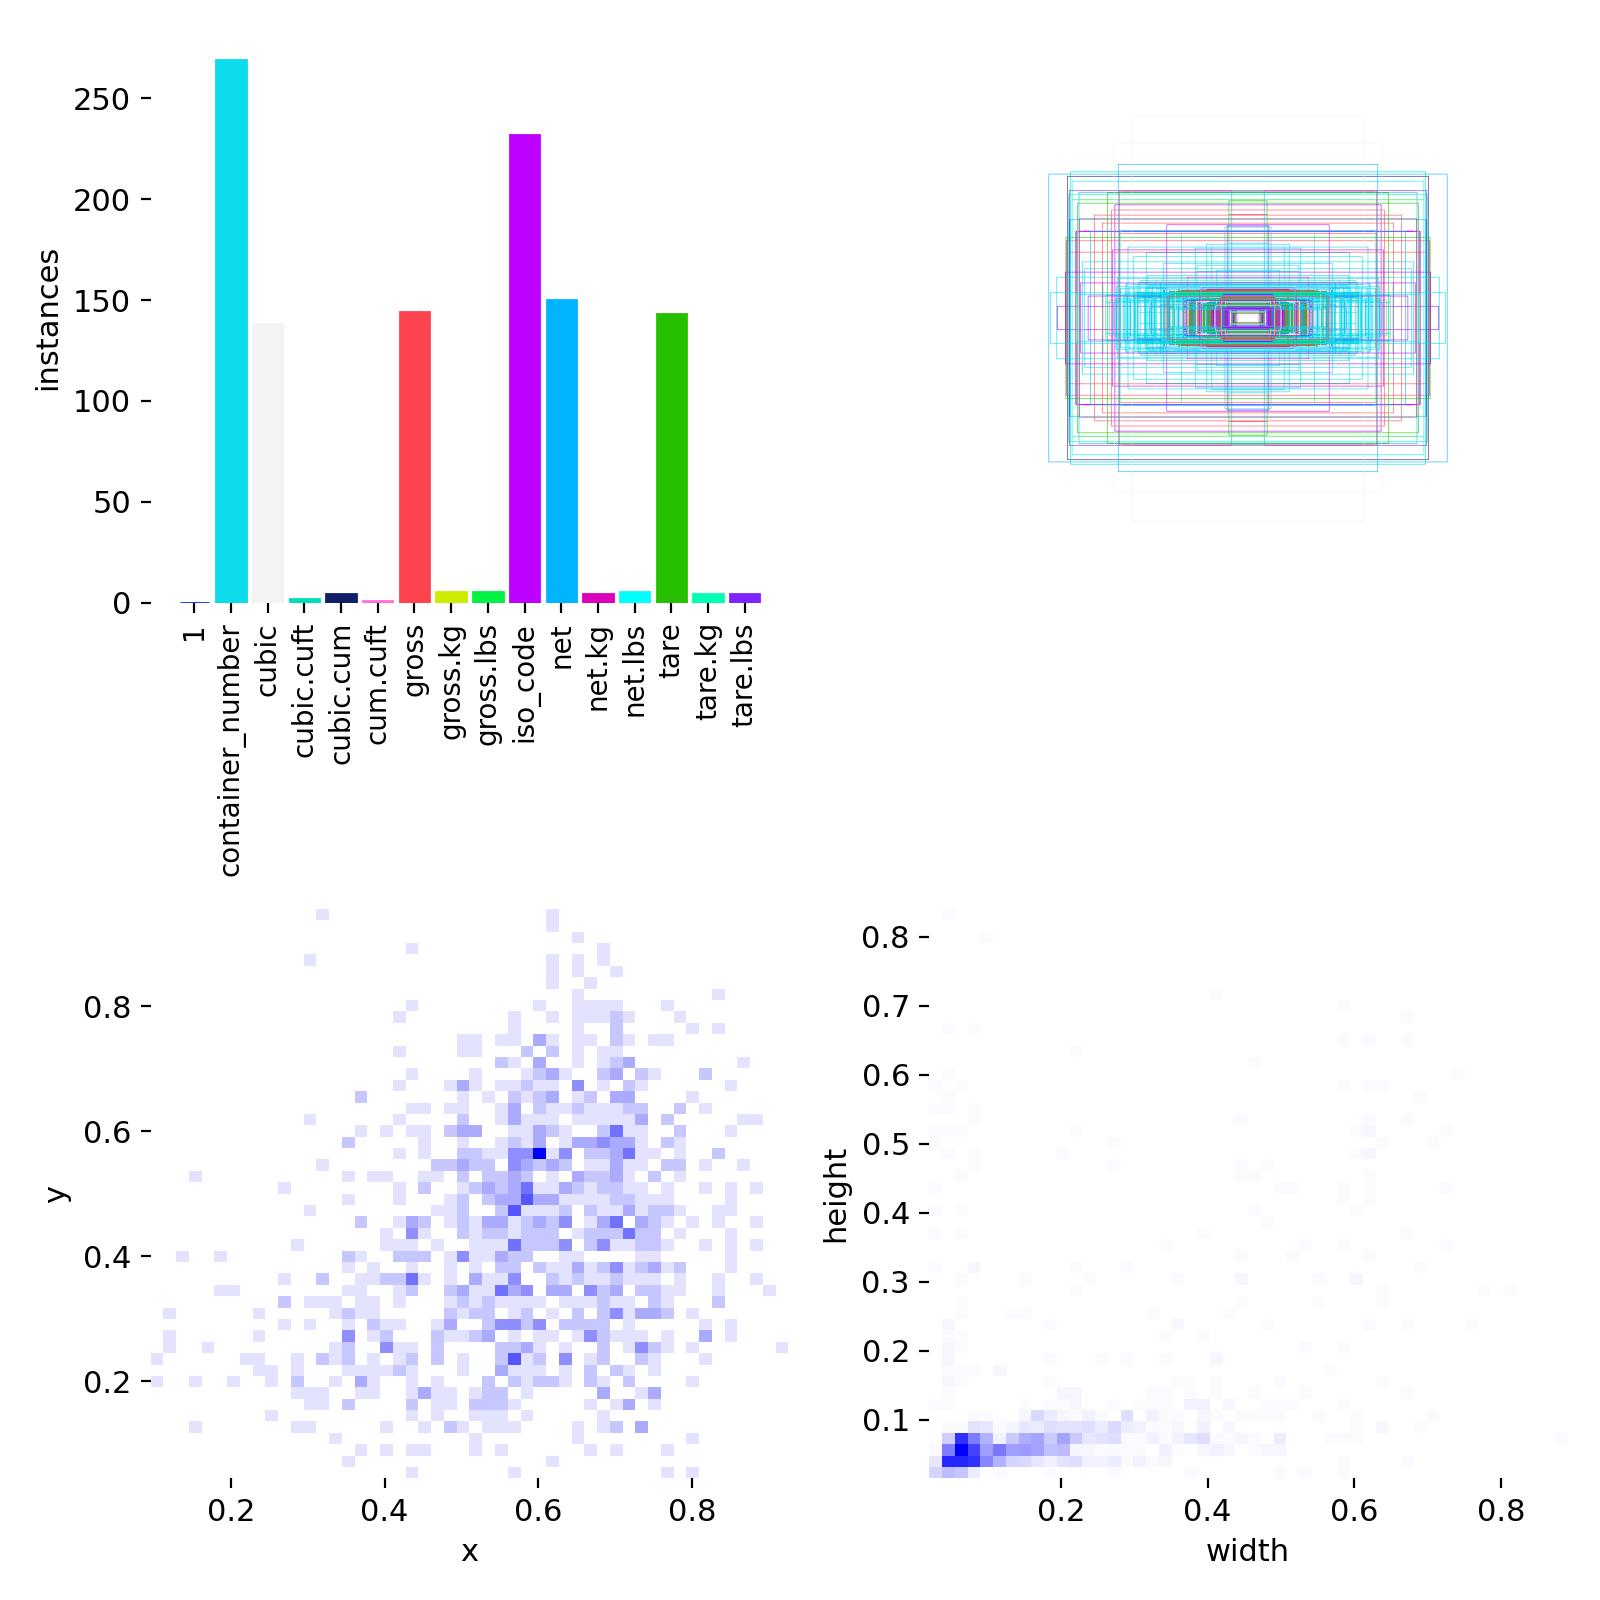 250
200
150
100
50
0
instances
1
container_number
cubic
cubic.cuft
cubic.cum
cum.cuft
gross
gross.kg
gross.lbs
iso_code
net
net.kg
net.lbs
tare
tare.kg
tare.lbs
0.8
0.6
0.4
0.2
y
0.2 0.4 0.6 0.8
x
0.8
0.7
0.6
0.5
0.4
0.3
0.2
0.1
height
0.2 0.4 0.6 0.8
width